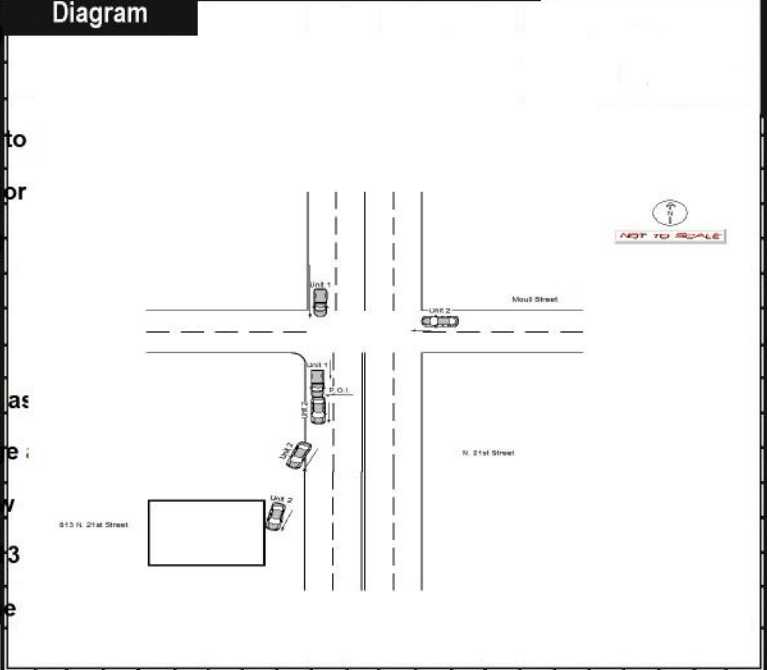 Diagram
to
or
NOT TO SCALE
N
Unit 1
Moull Street
Unit 2
Unit 1
P.O.I.
as
Unit 2
e
Unit 2
N. 21st Street
w
Unit 2
813 N. 21st Street
3
e